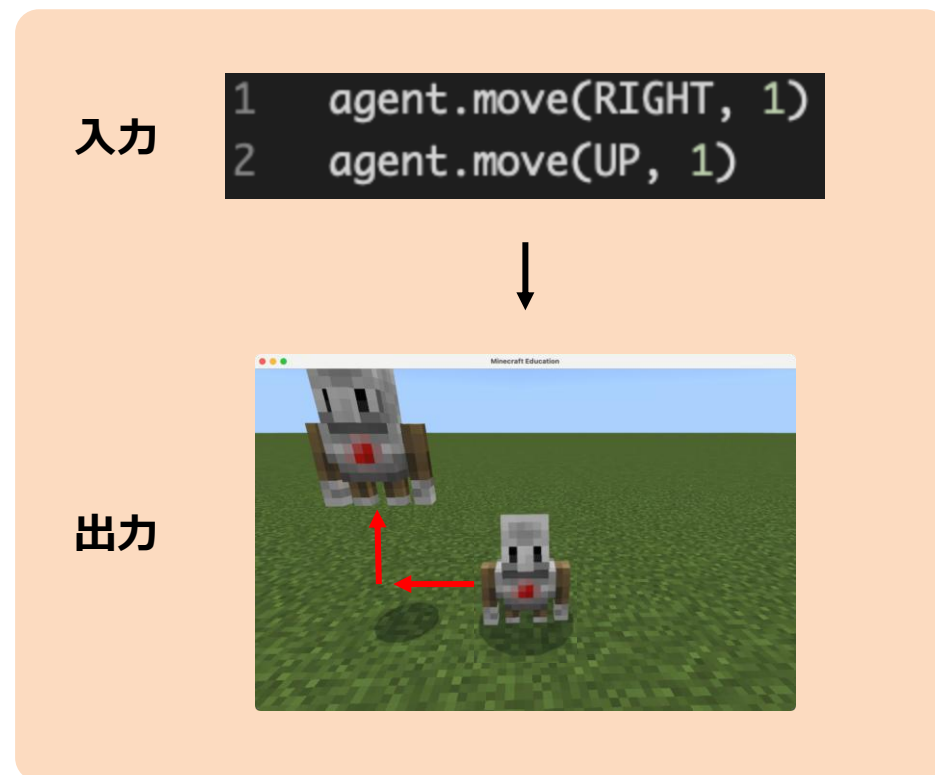 入力
1 agent.move(RIGHT, 1)
2 agent.move(UP, 1)
Minecraft Education
出力